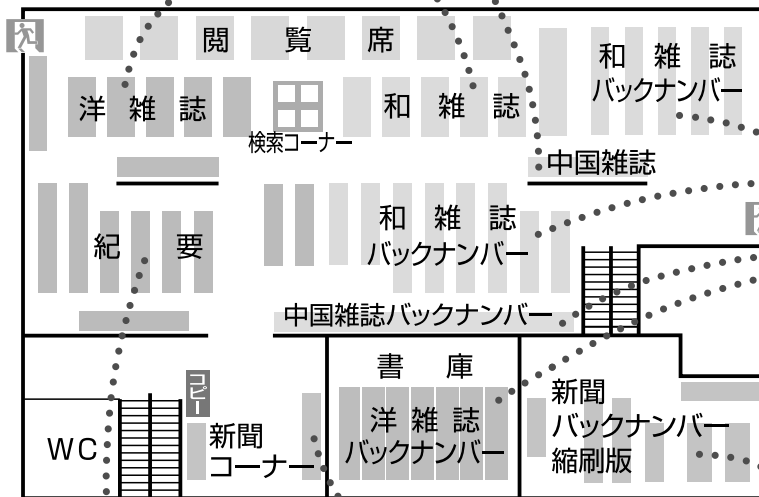 閲覧席
和雑誌
バックナンバー
洋雑誌
和雑誌
検索コーナー
中国雑誌
紀要
和雑誌
バックナンバー
中国雑誌バックナンバー
書庫
コピー
洋雑誌
バックナンバー
新聞
バックナンバー
縮刷版
新聞
コーナー
WC